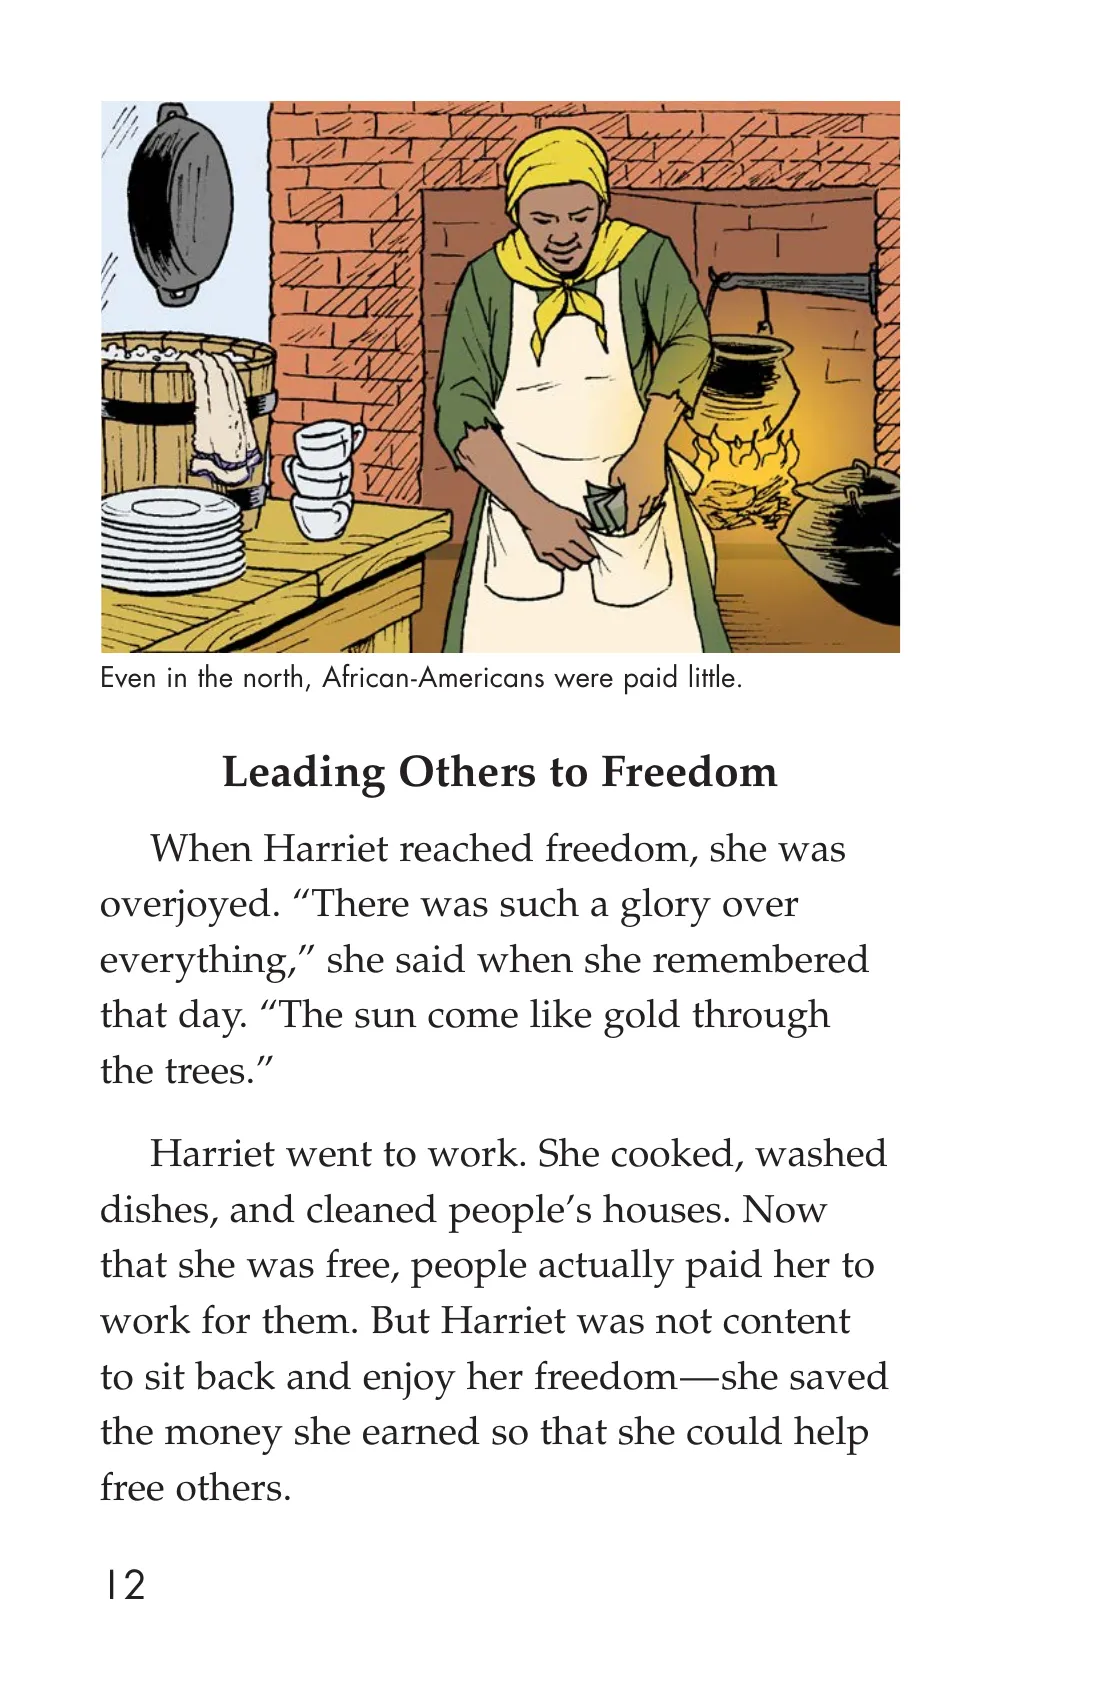 Even in the north, African-Americans were paid little.
Leading Others to Freedom
When Harriet reached freedom, she was
overjoyed. “There was such a glory over
everything,” she said when she remembered
that day. “The sun come like gold through
the trees.”
Harriet went to work. She cooked, washed
dishes, and cleaned people’s houses. Now
that she was free, people actually paid her to
work for them. But Harriet was not content
to sit back and enjoy her freedom—she saved
the money she earned so that she could help
free others.
12